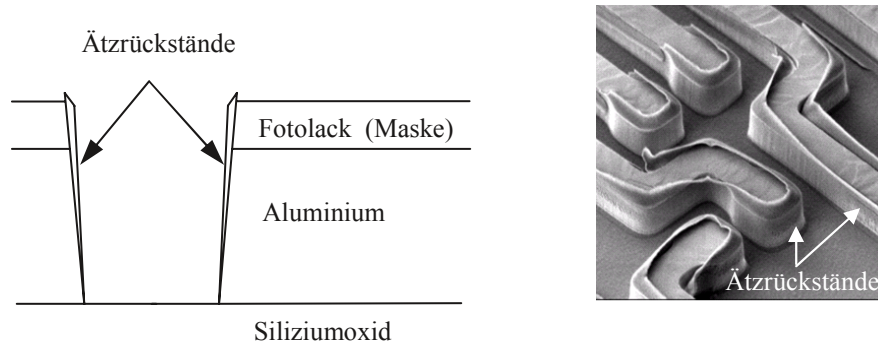 Ätzrückstände
Fotolack (Maske)
Aluminium
Siliziumoxid
Ätzrückstände